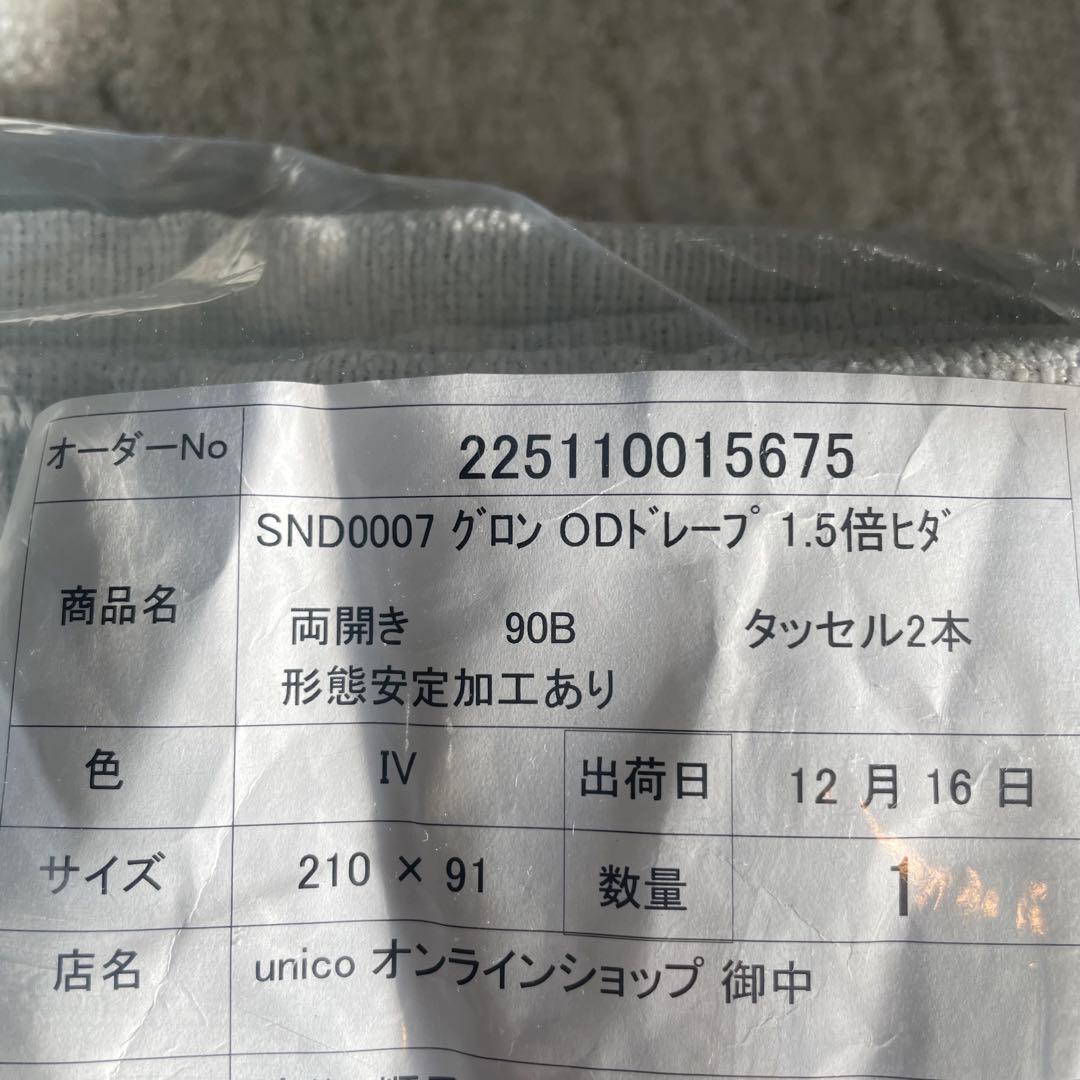 オーダーNo 225110015675
SND0007 グロン ODドレープ 1.5倍ヒダ
商品名
両開き 90B タッセル2本
形態安定加工あり
色 IV 出荷日 12 月 16 日
サイズ 210 × 91 数量 1
店名 unico オンラインショップ 御中